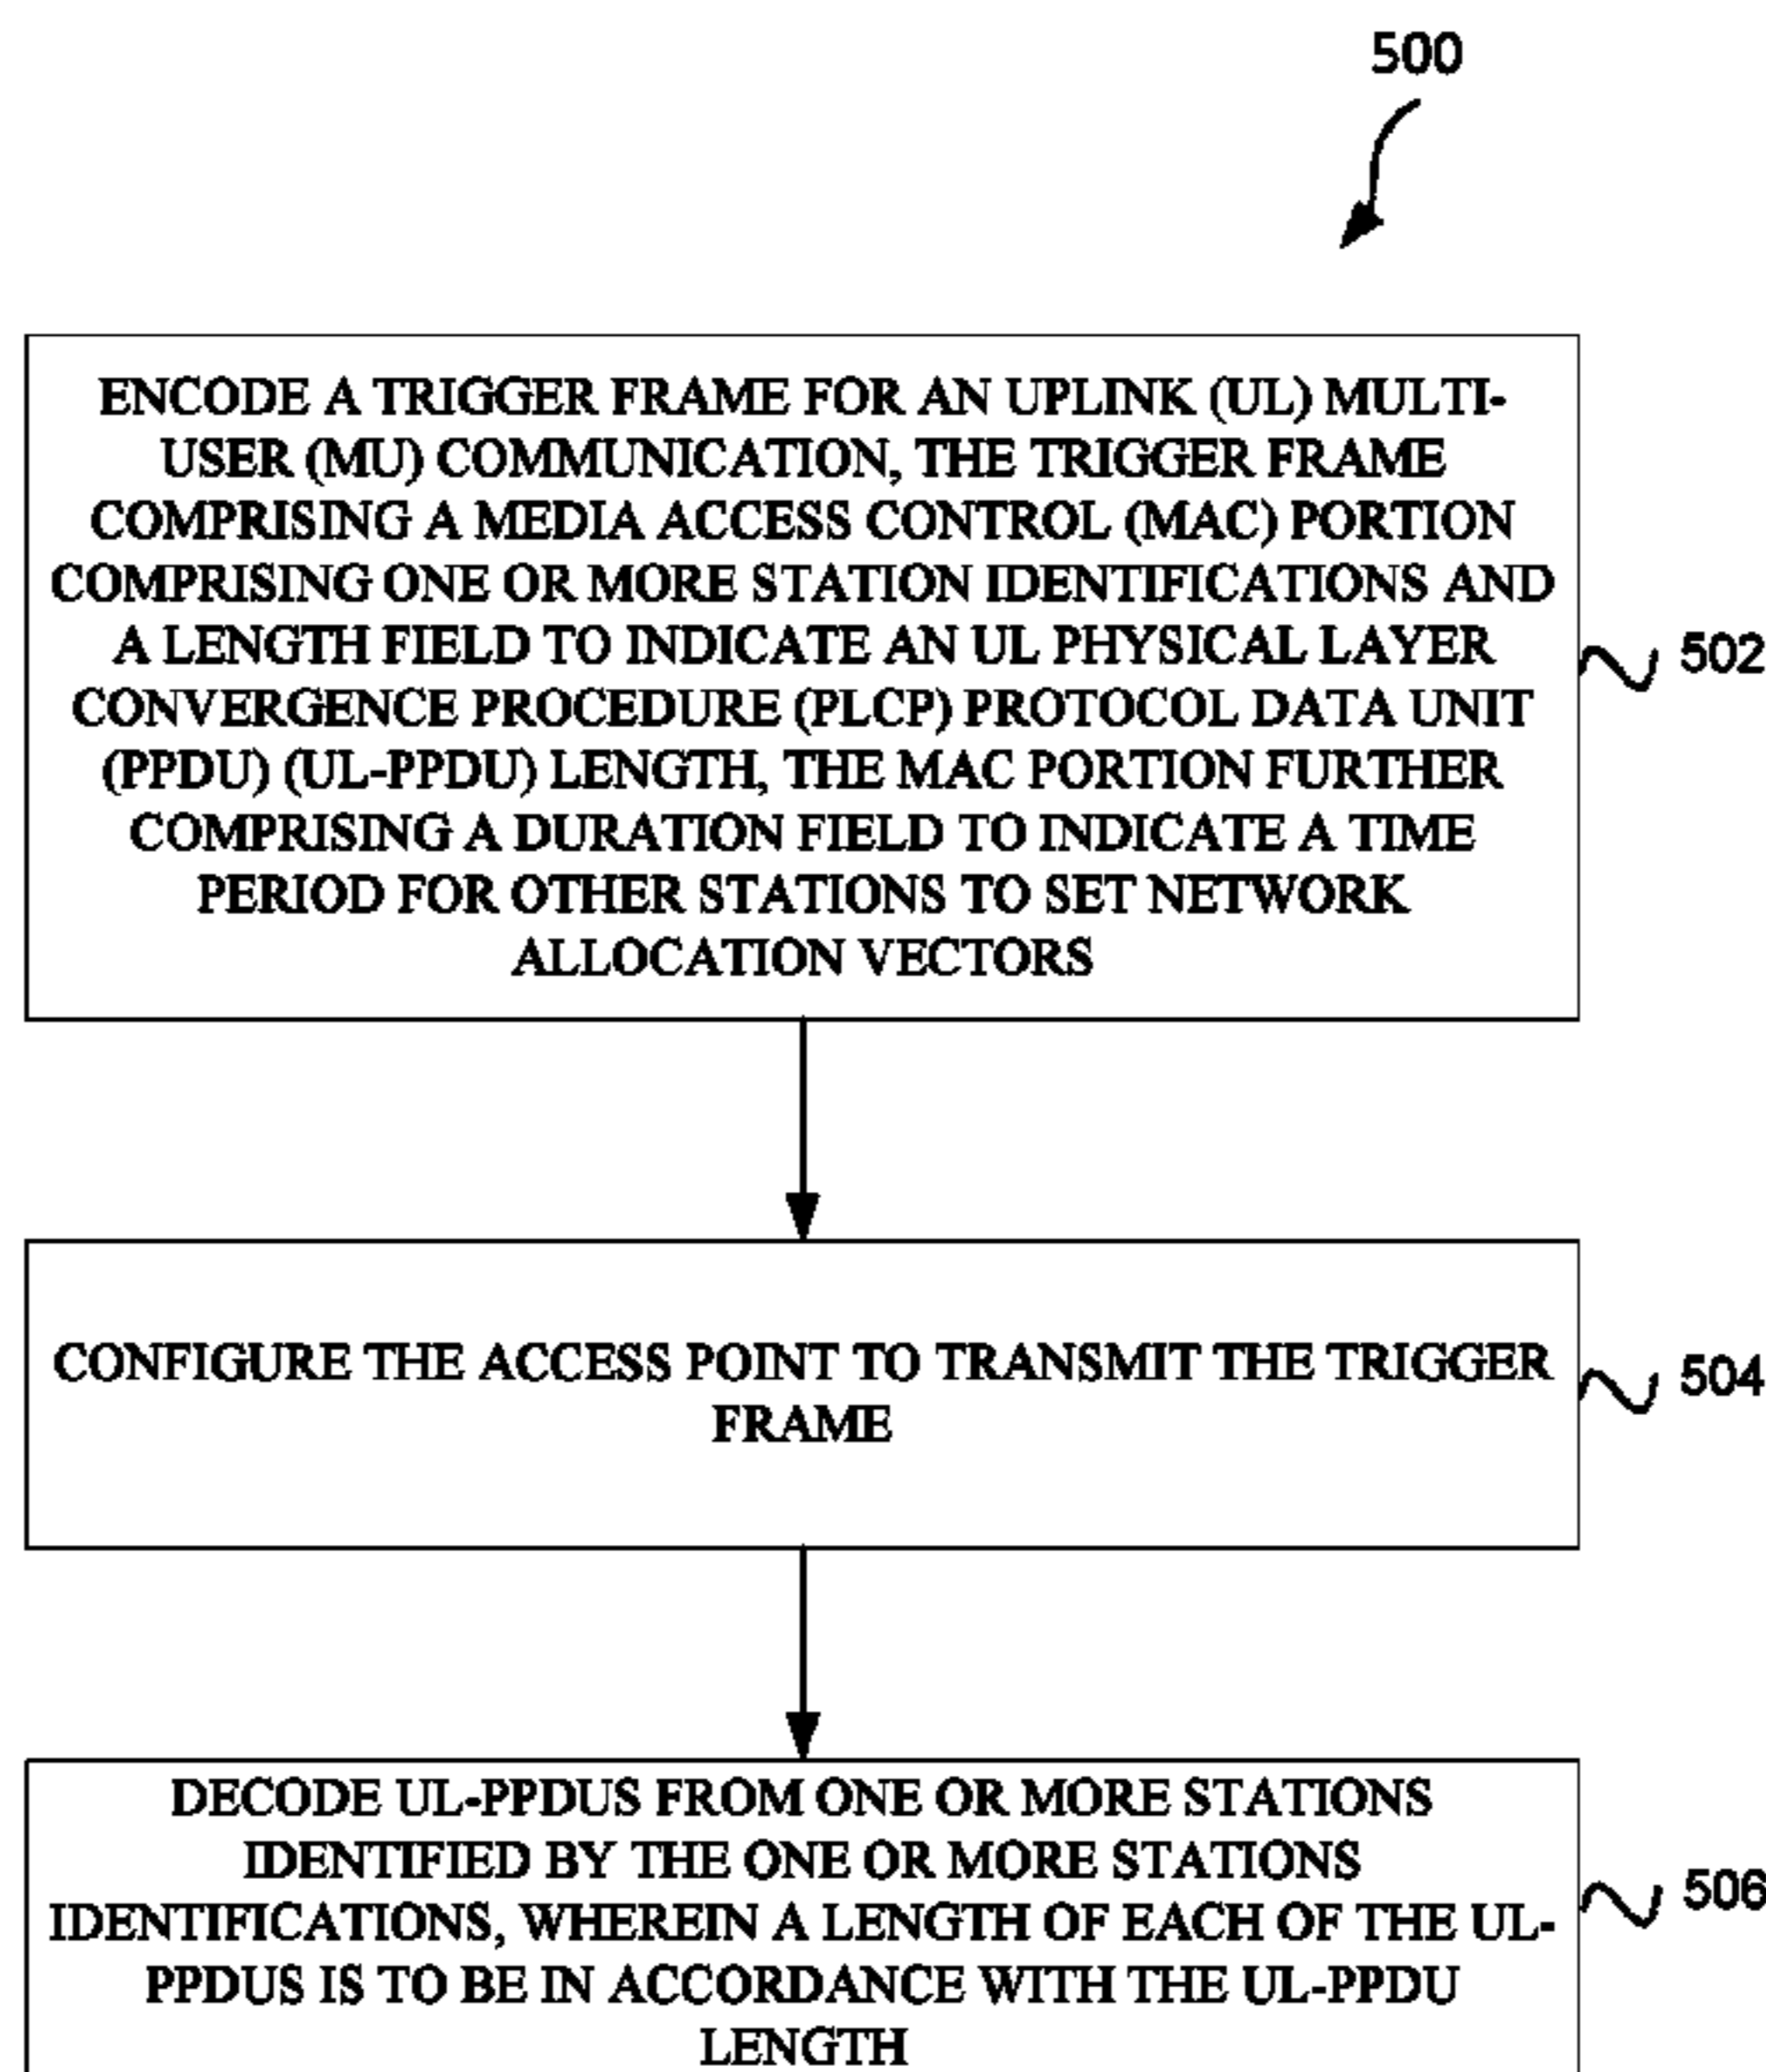 500
ENCODE A TRIGGER FRAME FOR AN UPLINK (UL) MULTI-
USER (MU) COMMUNICATION, THE TRIGGER FRAME
COMPRISING A MEDIA ACCESS CONTROL (MAC) PORTION
COMPRISING ONE OR MORE STATION IDENTIFICATIONS AND
A LENGTH FIELD TO INDICATE AN UL PHYSICAL LAYER
CONVERGENCE PROCEDURE (PLCP) PROTOCOL DATA UNIT
(PPDU) (UL-PPDU) LENGTH, THE MAC PORTION FURTHER
COMPRISING A DURATION FIELD TO INDICATE A TIME
PERIOD FOR OTHER STATIONS TO SET NETWORK
ALLOCATION VECTORS
502
CONFIGURE THE ACCESS POINT TO TRANSMIT THE TRIGGER
FRAME
504
DECODE UL-PPDUS FROM ONE OR MORE STATIONS
IDENTIFIED BY THE ONE OR MORE STATIONS
IDENTIFICATIONS, WHEREIN A LENGTH OF EACH OF THE UL-
PPDUS IS TO BE IN ACCORDANCE WITH THE UL-PPDU
LENGTH
506